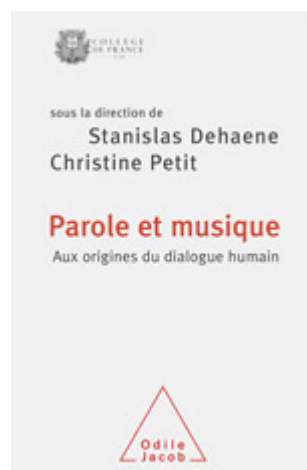 COLLÈGE
DE FRANCE
sous la direction de
Stanislas Dehaene
Christine Petit
Parole et musique
Aux origines du dialogue humain
Odile
Jacob